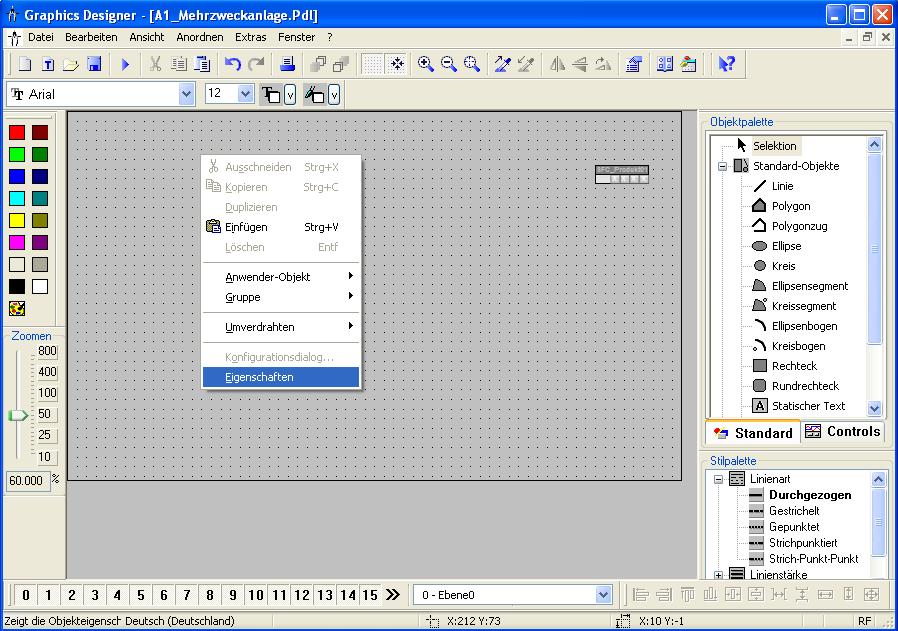 Graphics Designer - [A1_Mehrzweckanlage.Pdl]
Datei Bearbeiten Ansicht Anordnen Extras Fenster ?
Arial 12
Objektpalette
Selektion
Standard-Objekte
Linie
Polygon
Polygonzug
Ellipse
Kreis
Ellipsensegment
Kreissegment
Ellipsenbogen
Kreisbogen
Rechteck
Rundrechteck
Statischer Text
Standard Controls
Ausschneiden Strg+X
Kopieren Strg+C
Duplizieren
Einfügen Strg+V
Löschen Entf
Anwender-Objekt
Gruppe
Umverdrahten
Konfigurationsdialog...
Eigenschaften
Zoomen
800
400
100
50
25
10
60.000 %
Stilpalette
Linienart
Durchgezogen
Gestrichelt
Gepunktet
Strichpunktiert
Strich-Punkt-Punkt
Linienstärke
0 1 2 3 4 5 6 7 8 9 10 11 12 13 14 15
0 - Ebene0
Zeigt die Objekteigensch Deutsch (Deutschland) X:212 Y:73 X:10 Y:-1 RF